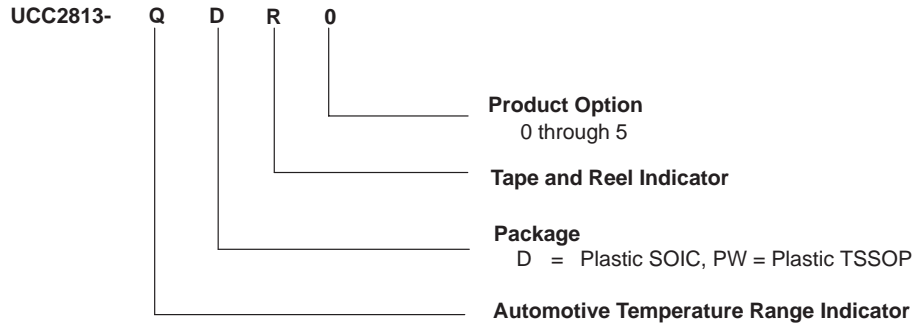 UCC2813- Q D R 0
Product Option
0 through 5
Tape and Reel Indicator
Package
D = Plastic SOIC, PW = Plastic TSSOP
Automotive Temperature Range Indicator